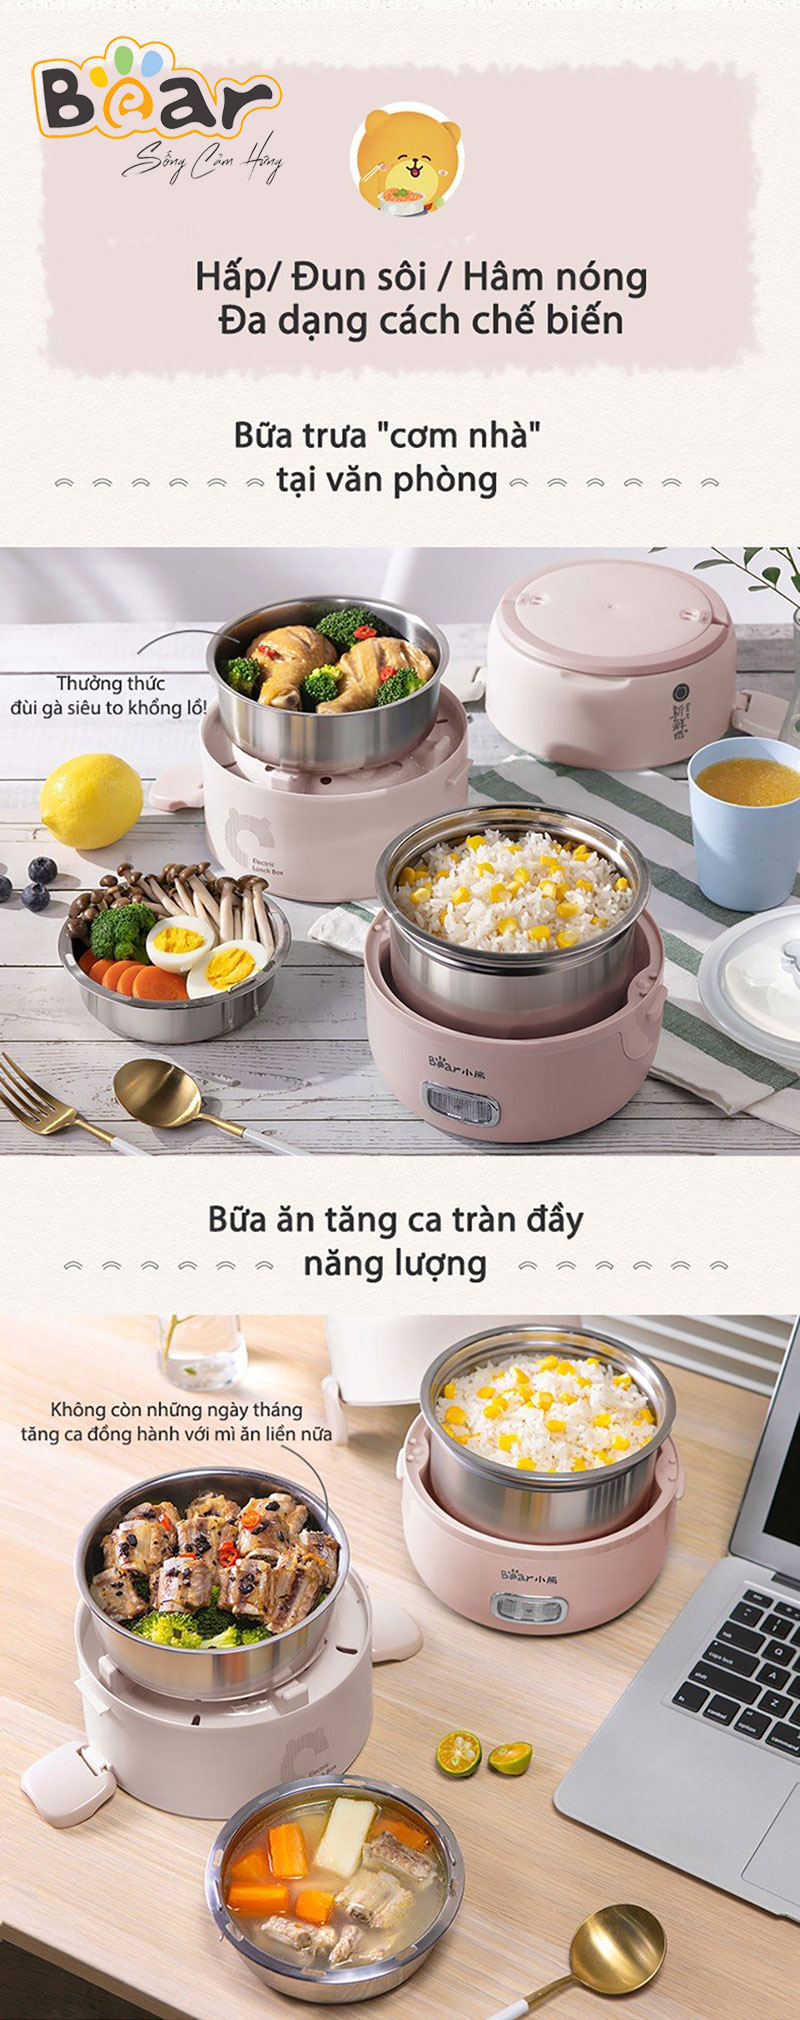 Bear
Sống Cảm Hứng
Hấp/ Đun sôi / Hâm nóng
Đa dạng cách chế biến
Bữa trưa "cơm nhà"
tại văn phòng
Thưởng thức
đùi gà siêu to khổng lồ!
Electric
Lunch Box
Bear小熊
Bữa ăn tăng ca tràn đầy
năng lượng
Không còn những ngày tháng
tăng ca đồng hành với mì ăn liền nữa
Bear小熊
Electric
Lunch Box